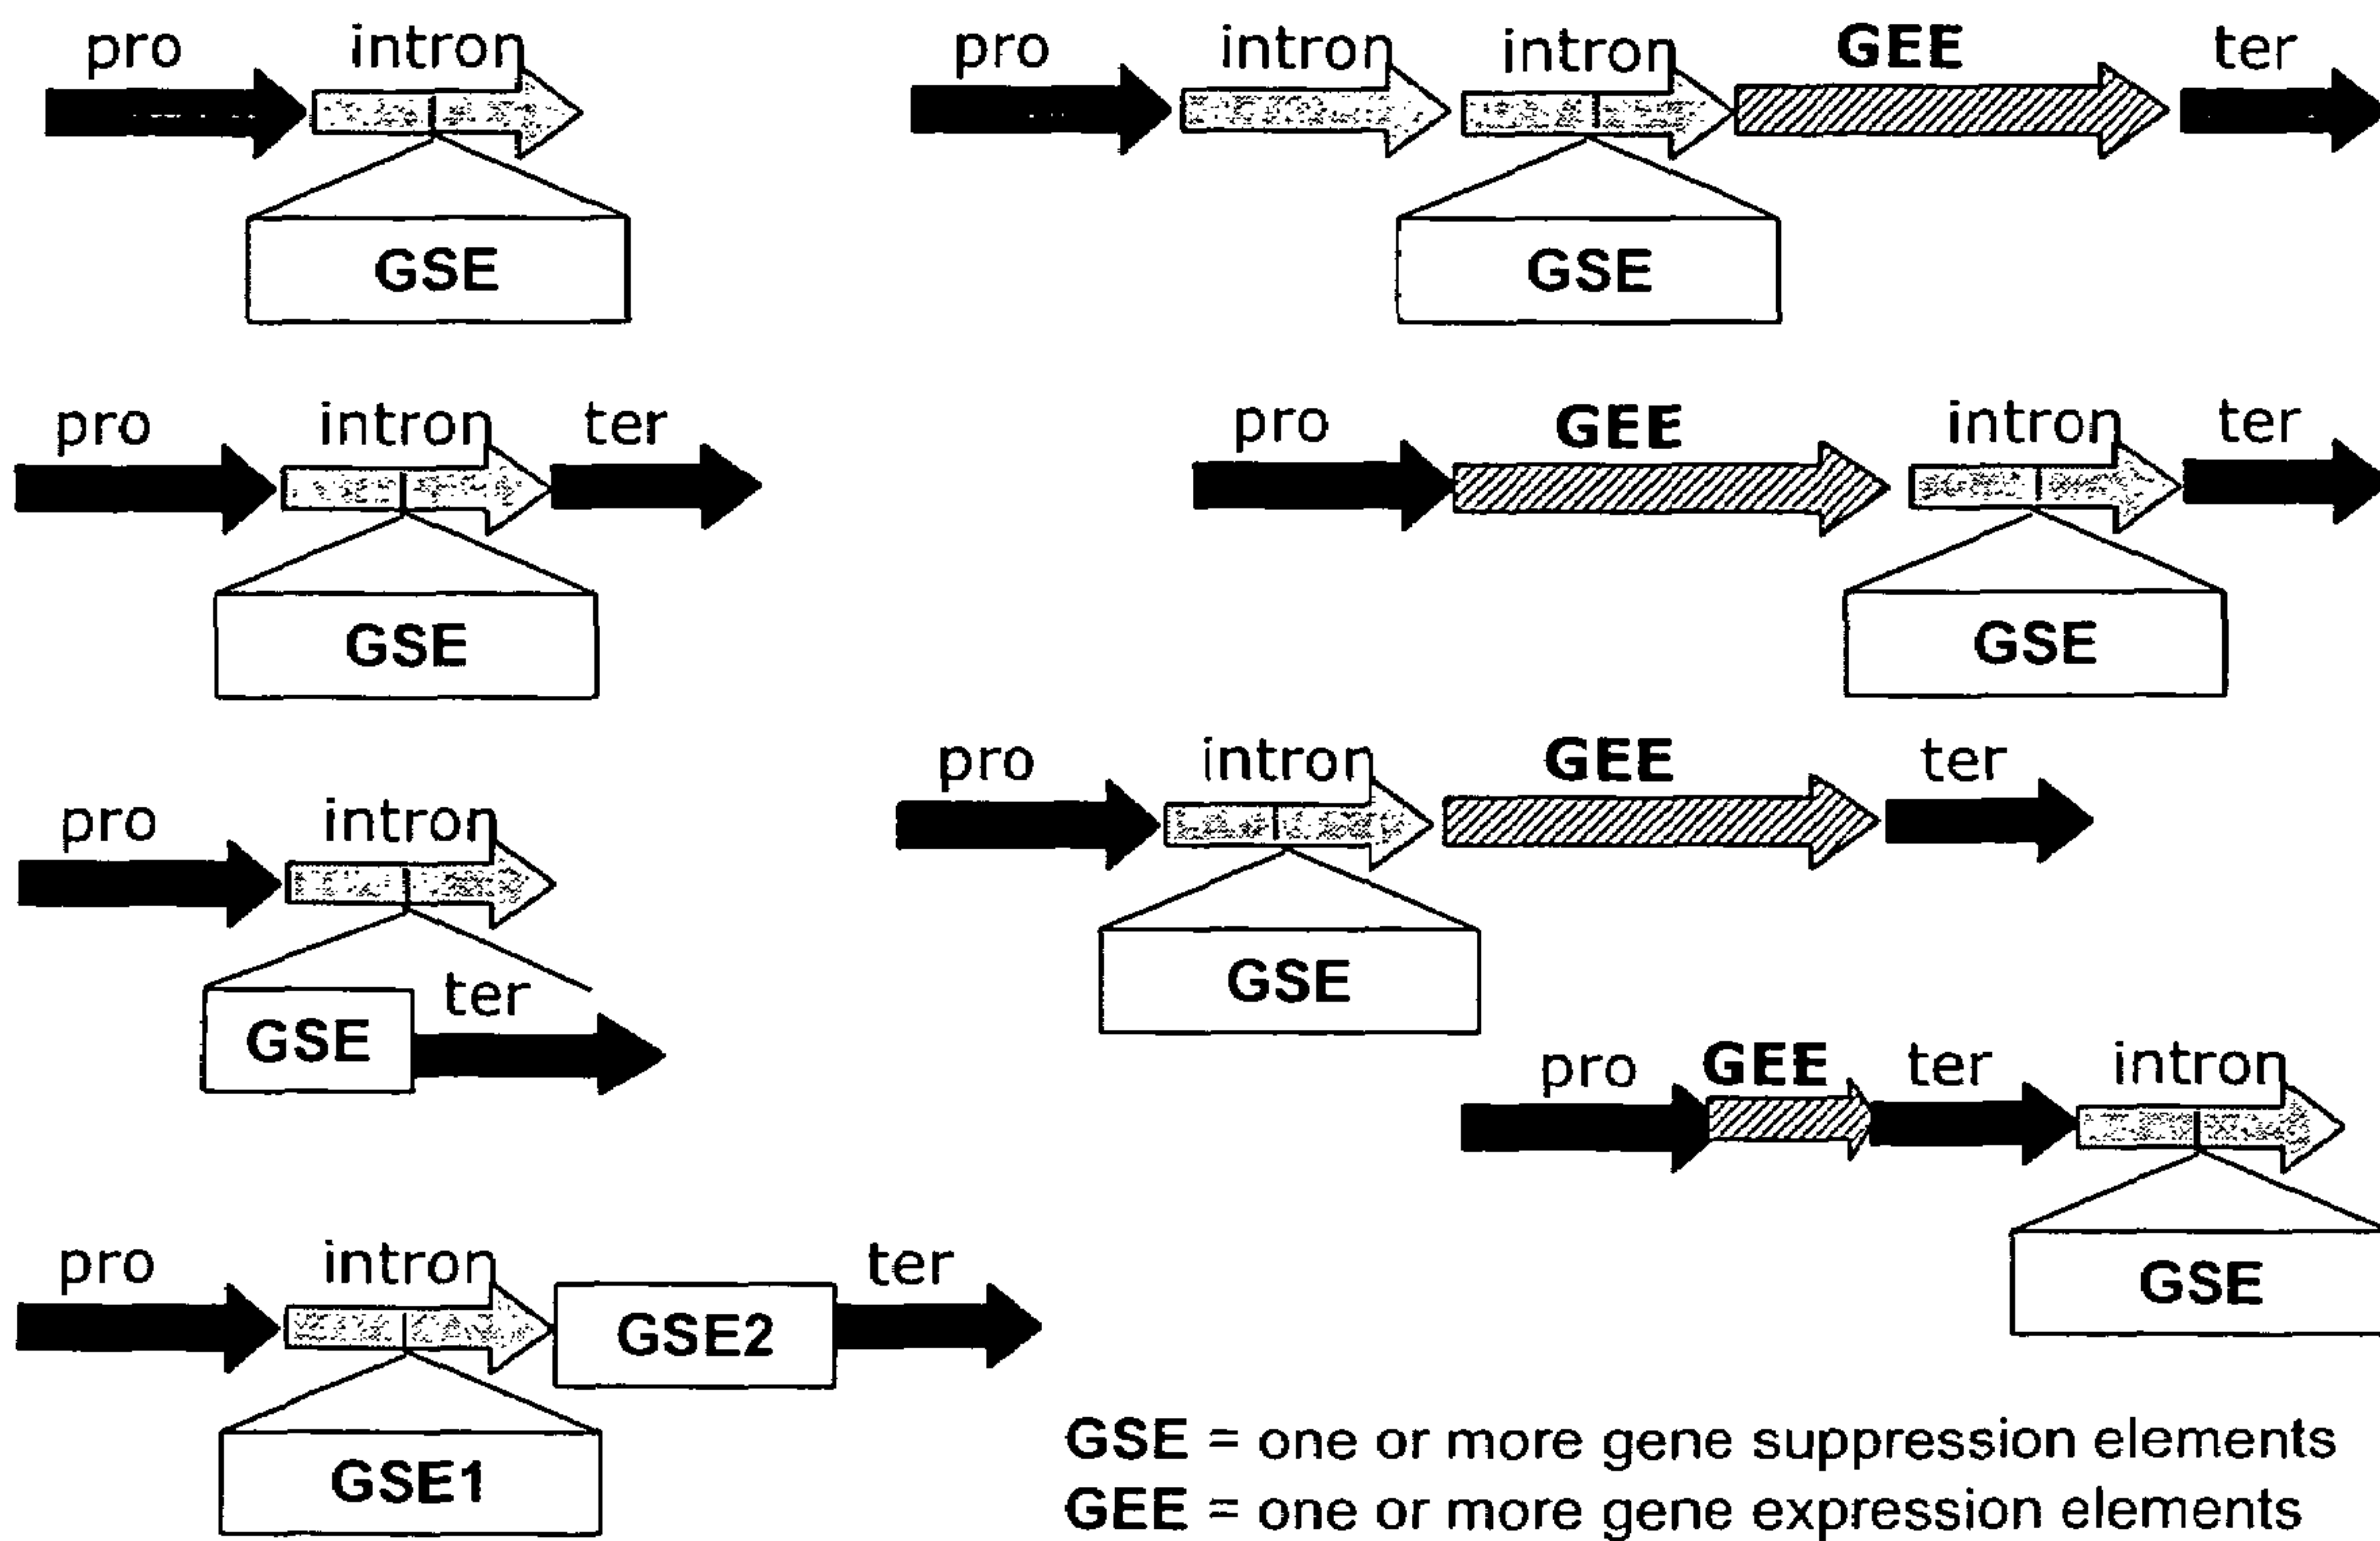 pro intron
GSE
pro intron intron GEE ter
GSE
pro intron ter
GSE
pro GEE intron ter
GSE
pro intron
GSE ter
pro intron GEE ter
GSE
pro GEE ter intron
GSE
pro intron GSE2 ter
GSE1
GSE = one or more gene suppression elements
GEE = one or more gene expression elements